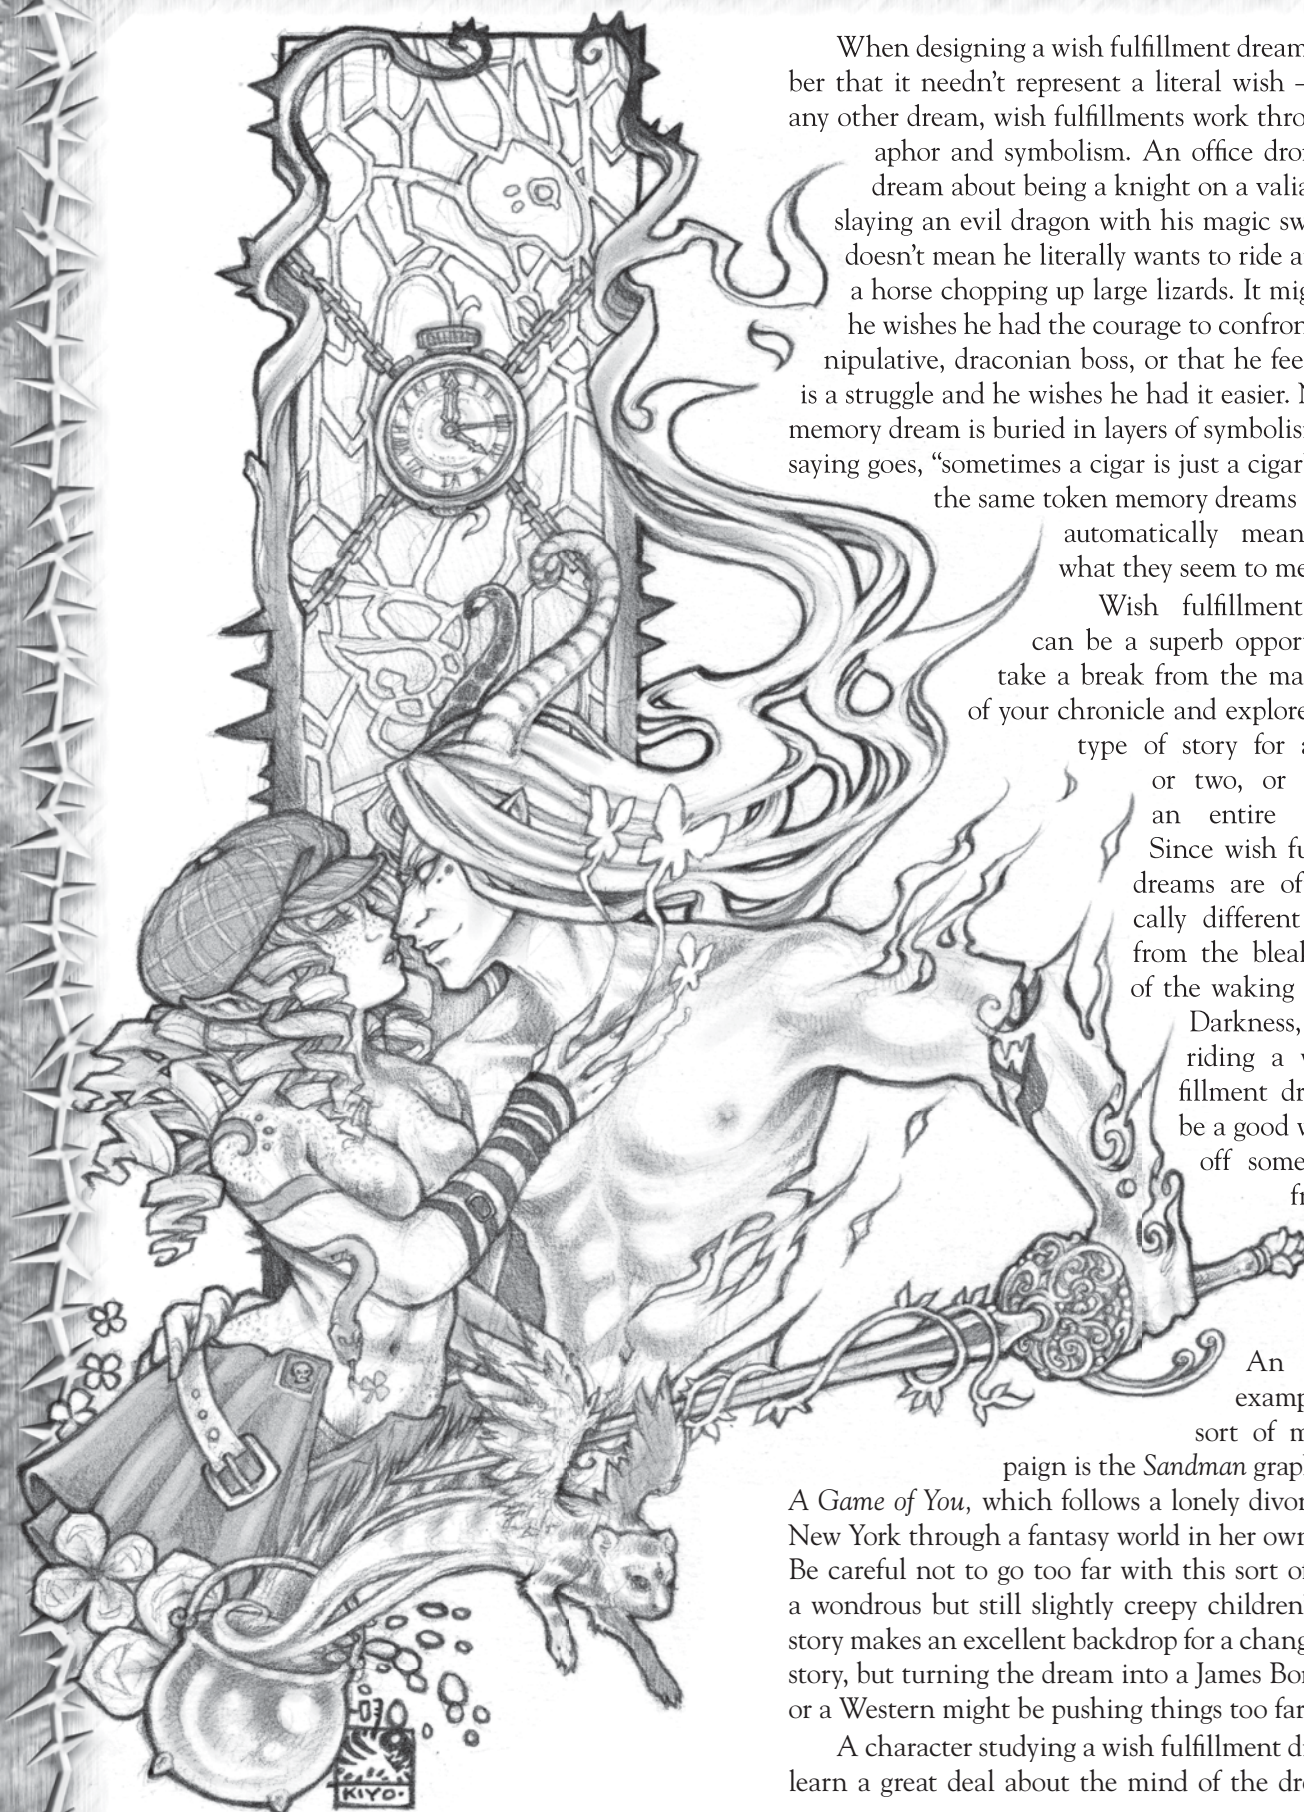 When designing a wish fulfillment dream
ber that it needn't represent a literal wish –
any other dream, wish fulfillments work thro
aphor and symbolism. An office dro
dream about being a knight on a valia
slaying an evil dragon with his magic sw
doesn't mean he literally wants to ride a
a horse chopping up large lizards. It mig
he wishes he had the courage to confron
nipulative, draconian boss, or that he fee
is a struggle and he wishes he had it easier. N
memory dream is buried in layers of symbolis
saying goes, “sometimes a cigar is just a cigar
the same token memory dreams
automatically mean
what they seem to me
Wish fulfillment
can be a superb oppor
take a break from the ma
of your chronicle and explore
type of story for a
or two, or
an entire
Since wish fu
dreams are of
cally different
from the bleak
of the waking
Darkness,
riding a w
fillment dr
be a good w
off some
fr
An
examp
sort of m
paign is the Sandman grap
A Game of You, which follows a lonely divor
New York through a fantasy world in her own
Be careful not to go too far with this sort o
a wondrous but still slightly creepy children
story makes an excellent backdrop for a chang
story, but turning the dream into a James Bo
or a Western might be pushing things too far
A character studying a wish fulfillment d
learn a great deal about the mind of the dr
KIYO.